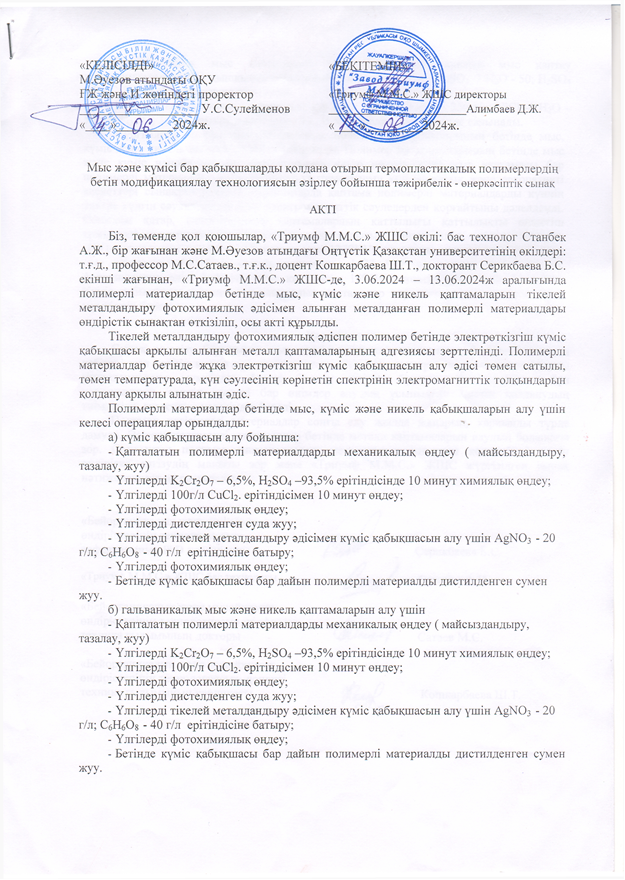 «КЕЛІСІЛДІ» «БЕКІТЕМІН»
М.Әуезов атындағы ОҚУ
ҒЖ және И жөніндегі проректор «Триумф М.М.С.» ЖШС директоры
У.С.Сулейменов Алимбаев Д.Ж.
« 14 » 06 2024ж. « » 06 2024ж.
Мыс және күмісі бар қабықшаларды қолдана отырып термопластикалық полимерлердің
бетін модификациялау технологиясын әзірлеу бойынша тәжірибелік - өнеркәсіптік сынақ
АКТІ
Біз, төменде қол қоюшылар, «Триумф М.М.С.» ЖШС өкілі: бас технолог Станбек
А.Ж., бір жағынан және М.Әуезов атындағы Оңтүстік Қазақстан университетінің өкілдері:
т.ғ.д., профессор М.С.Сатаев., т.ғ.к., доцент Кошкарбаева Ш.Т., докторант Серикбаева Б.С.
екінші жағынан, «Триумф М.М.С.» ЖШС-де, 3.06.2024 – 13.06.2024ж аралығында
полимерлі материалдар бетінде мыс, күміс және никель қаптамаларын тікелей
металдандыру фотохимиялық әдісімен алынған металданған полимерлі материалдары
өндірістік сынақтан өткізіліп, осы акті құрылды.
Тікелей металдандыру фотохимиялық әдіспен полимер бетінде электрөткізгіш күміс
қабықшасы арқылы алынған металл қаптамаларының адгезиясы зерттелінді. Полимерлі
материалдар бетінде жұқа электрөткізгіш күміс қабықшасын алу әдісі төмен сатылы,
төмен температурада, күн сәулесінің көрінетін спектрінің электромагниттік толқындарын
қолдану арқылы алынатын әдіс.
Полимерлі материалдар бетінде мыс, күміс және никель қабықшаларын алу үшін
келесі операциялар орындалды:
а) күміс қабықшасын алу бойынша:
- Қапталатын полимерлі материалдарды механикалық өңдеу ( майсыздандыру,
тазалау, жуу)
- Үлгілерді K₂Cr₂O₇ – 6,5%, H₂SO₄ –93,5% ерітіндісінде 10 минут химиялық өңдеу;
- Үлгілерді 100г/л CuCl₂. ерітіндісімен 10 минут өңдеу;
- Үлгілерді фотохимиялық өңдеу;
- Үлгілерді дистелденген суда жуу;
- Үлгілерді тікелей металдандыру әдісімен күміс қабықшасын алу үшін AgNO₃ - 20
г/л; C₆H₆O₈ - 40 г/л ерітіндісіне батыру;
- Үлгілерді фотохимиялық өңдеу;
- Бетінде күміс қабықшасы бар дайын полимерлі материалды дистилденген сумен
жуу.
б) гальваникалық мыс және никель қаптамаларын алу үшін
- Қапталатын полимерлі материалдарды механикалық өңдеу ( майсыздандыру,
тазалау, жуу)
- Үлгілерді K₂Cr₂O₇ – 6,5%, H₂SO₄ –93,5% ерітіндісінде 10 минут химиялық өңдеу;
- Үлгілерді 100г/л CuCl₂. ерітіндісімен 10 минут өңдеу;
- Үлгілерді фотохимиялық өңдеу;
- Үлгілерді дистелденген суда жуу;
- Үлгілерді тікелей металдандыру әдісімен күміс қабықшасын алу үшін AgNO₃ - 20
г/л; C₆H₆O₈ - 40 г/л ерітіндісіне батыру;
- Үлгілерді фотохимиялық өңдеу;
- Бетінде күміс қабықшасы бар дайын полимерлі материалды дистилденген сумен
жуу.